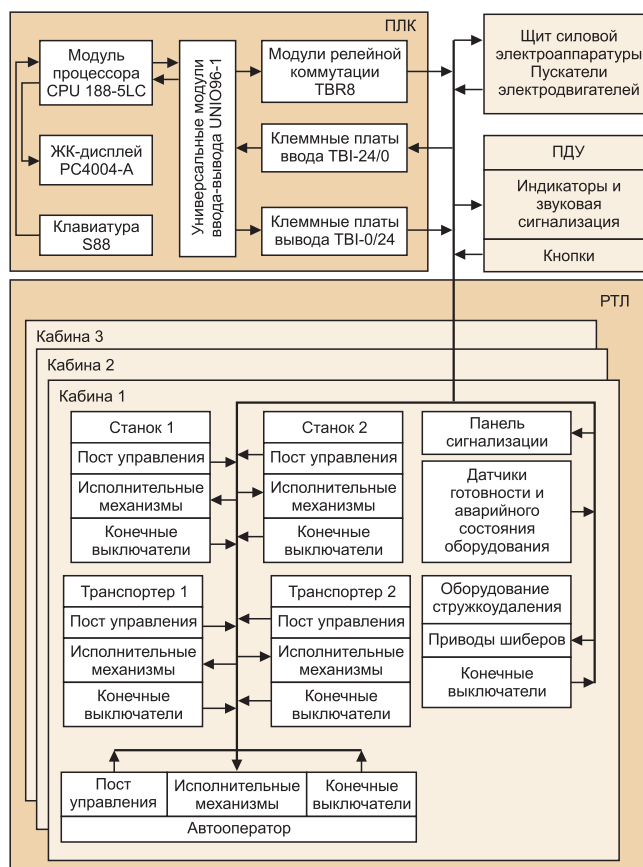 ПЛК
Модуль
процессора
CPU 188-5LC
ЖК-дисплей
PC4004-A
Клавиатура
S88
Универсальные модули
ввода-вывода UNIO96-1
Модули релейной
коммутации
TBR8
Клеммные платы
ввода TBI-24/0
Клеммные платы
вывода TBI-0/24
Щит силовой
электроаппаратуры
Пускатели
электродвигателей
ПДУ
Индикаторы и
звуковая
сигнализация
Кнопки
РТЛ
Кабина 3
Кабина 2
Кабина 1
Станок 1
Пост управления
Исполнительные
механизмы
Конечные
выключатели
Станок 2
Пост управления
Исполнительные
механизмы
Конечные
выключатели
Панель
сигнализации
Датчики
готовности и
аварийного
состояния
оборудования
Транспортер 1
Пост управления
Исполнительные
механизмы
Конечные
выключатели
Транспортер 2
Пост управления
Исполнительные
механизмы
Конечные
выключатели
Оборудование
стружкоудаления
Приводы шиберов
Конечные
выключатели
Пост
управления
Исполнительные
механизмы
Конечные
выключатели
Автооператор